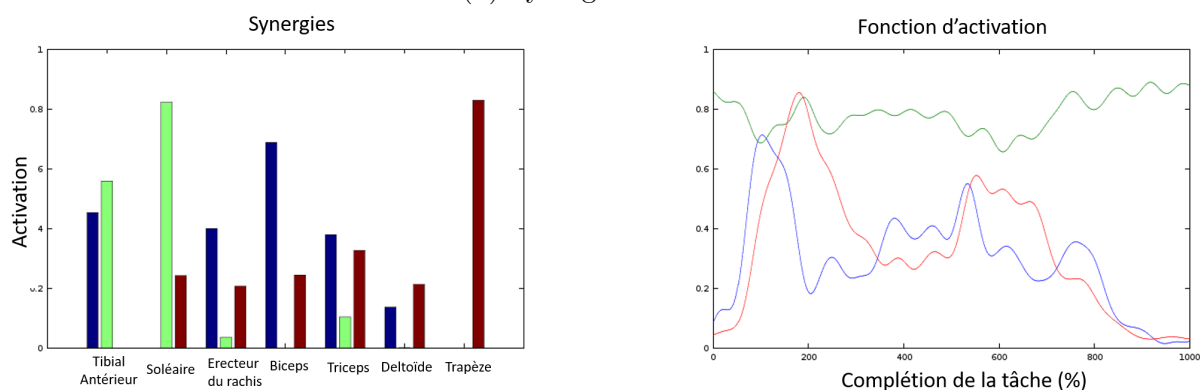 Synergies
Activation
1
0.8
6
4
.2
0
Tibial
Antérieur
Soléaire
Erecteur
du rachis
Biceps
Triceps
Deltoïde
Trapèze
Fonction d’activation
1
0.8
0.6
0.4
0.2
0
0 200 400 600 800 1000
Complétion de la tâche (%)